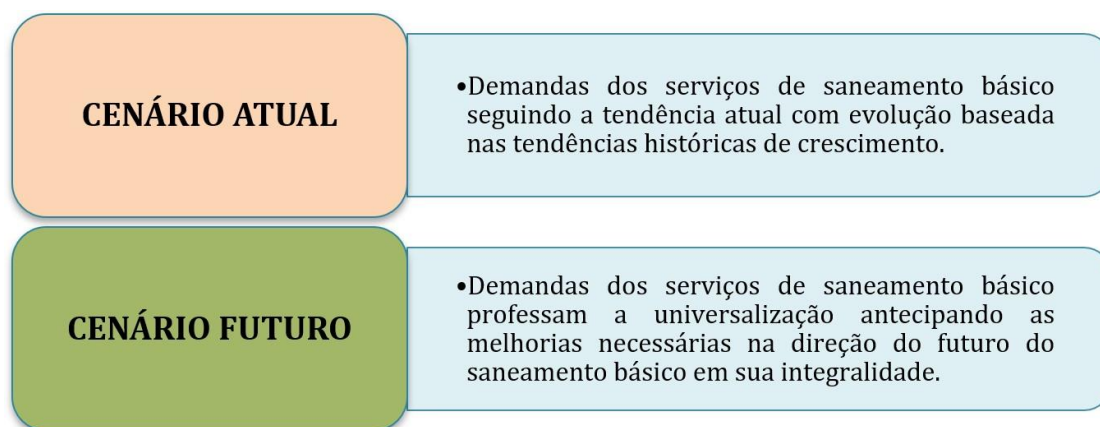 CENÁRIO ATUAL
•Demandas dos serviços de saneamento básico
seguindo a tendência atual com evolução baseada
nas tendências históricas de crescimento.
CENÁRIO FUTURO
•Demandas dos serviços de saneamento básico
professam a universalização antecipando as
melhorias necessárias na direção do futuro do
saneamento básico em sua integralidade.